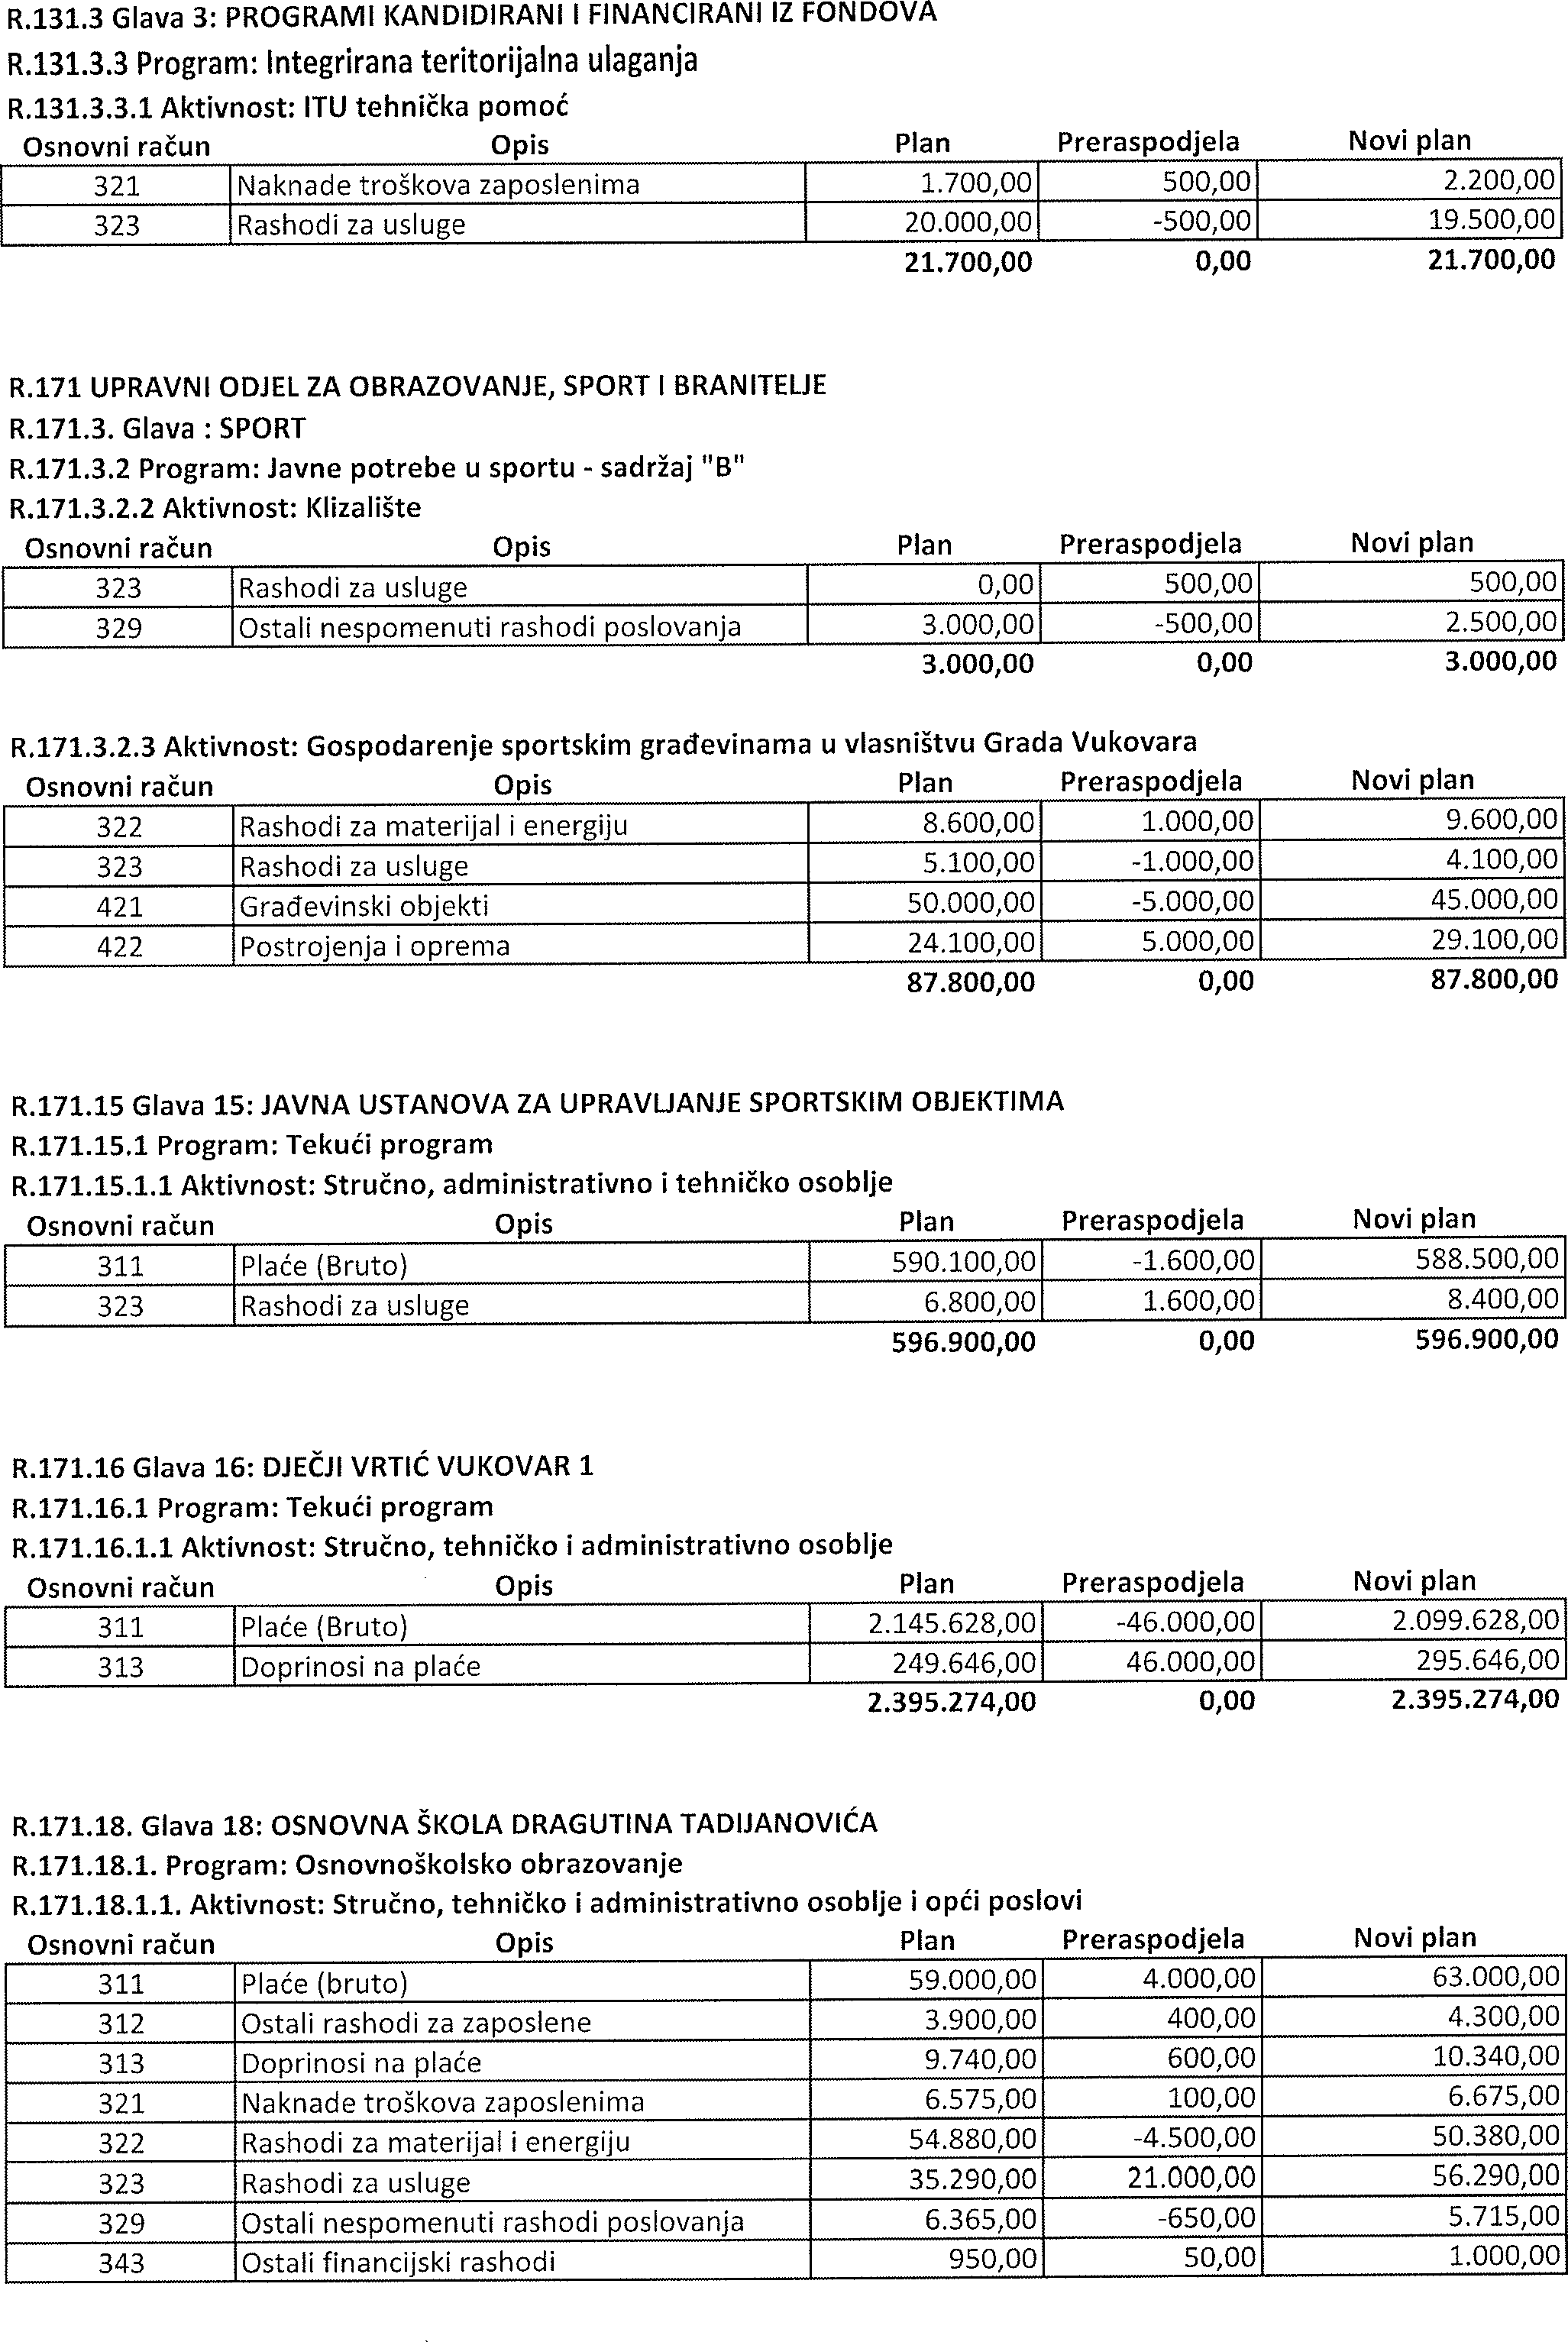 R.131.3 Glava 3: PROGRAMI KANDIDIRANI I FINANCIRANI IZ FONDOVA
R.131.3.3 Program: Integrirana teritorijalna ulaganja
R.131.3.3.1 Aktivnost: ITU tehnička pomoć
Osnovni račun Opis Plan Preraspodjela Novi plan
321 Naknade troškova zaposlenima 1.700,00 500,00 2.200,00
323 Rashodi za usluge 20.000,00 -500,00 19.500,00
21.700,00 0,00 21.700,00
R.171 UPRAVNI ODJEL ZA OBRAZOVANJE, SPORT I BRANITELJE
R.171.3. Glava : SPORT
R.171.3.2 Program: Javne potrebe u sportu - sadržaj "B"
R.171.3.2.2 Aktivnost: Klizalište
Osnovni račun Opis Plan Preraspodjela Novi plan
323 Rashodi za usluge 0,00 500,00 500,00
329 Ostali nespomenuti rashodi poslovanja 3.000,00 -500,00 2.500,00
3.000,00 0,00 3.000,00
R.171.3.2.3 Aktivnost: Gospodarenje sportskim građevinama u vlasništvu Grada Vukovara
Osnovni račun Opis Plan Preraspodjela Novi plan
322 Rashodi za materijal i energiju 8.600,00 1.000,00 9.600,00
323 Rashodi za usluge 5.100,00 -1.000,00 4.100,00
421 Građevinski objekti 50.000,00 -5.000,00 45.000,00
422 Postrojenja i oprema 24.100,00 5.000,00 29.100,00
87.800,00 0,00 87.800,00
R.171.15 Glava 15: JAVNA USTANOVA ZA UPRAVLJANJE SPORTSKIM OBJEKTIMA
R.171.15.1 Program: Tekući program
R.171.15.1.1 Aktivnost: Stručno, administrativno i tehničko osoblje
Osnovni račun Opis Plan Preraspodjela Novi plan
311 Plaće (Bruto) 590.100,00 -1.600,00 588.500,00
323 Rashodi za usluge 6.800,00 1.600,00 8.400,00
596.900,00 0,00 596.900,00
R.171.16 Glava 16: DJEČJI VRTIĆ VUKOVAR 1
R.171.16.1 Program: Tekući program
R.171.16.1.1 Aktivnost: Stručno, tehničko i administrativno osoblje
Osnovni račun Opis Plan Preraspodjela Novi plan
311 Plaće (Bruto) 2.145.628,00 -46.000,00 2.099.628,00
313 Doprinosi na plaće 249.646,00 46.000,00 295.646,00
2.395.274,00 0,00 2.395.274,00
R.171.18. Glava 18: OSNOVNA ŠKOLA DRAGUTINA TADIJANOVIĆA
R.171.18.1. Program: Osnovnoškolsko obrazovanje
R.171.18.1.1. Aktivnost: Stručno, tehničko i administrativno osoblje i opći poslovi
Osnovni račun Opis Plan Preraspodjela Novi plan
311 Plaće (bruto) 59.000,00 4.000,00 63.000,00
312 Ostali rashodi za zaposlene 3.900,00 400,00 4.300,00
313 Doprinosi na plaće 9.740,00 600,00 10.340,00
321 Naknade troškova zaposlenima 6.575,00 100,00 6.675,00
322 Rashodi za materijal i energiju 54.880,00 -4.500,00 50.380,00
323 Rashodi za usluge 35.290,00 21.000,00 56.290,00
329 Ostali nespomenuti rashodi poslovanja 6.365,00 -650,00 5.715,00
343 Ostali financijski rashodi 950,00 50,00 1.000,00